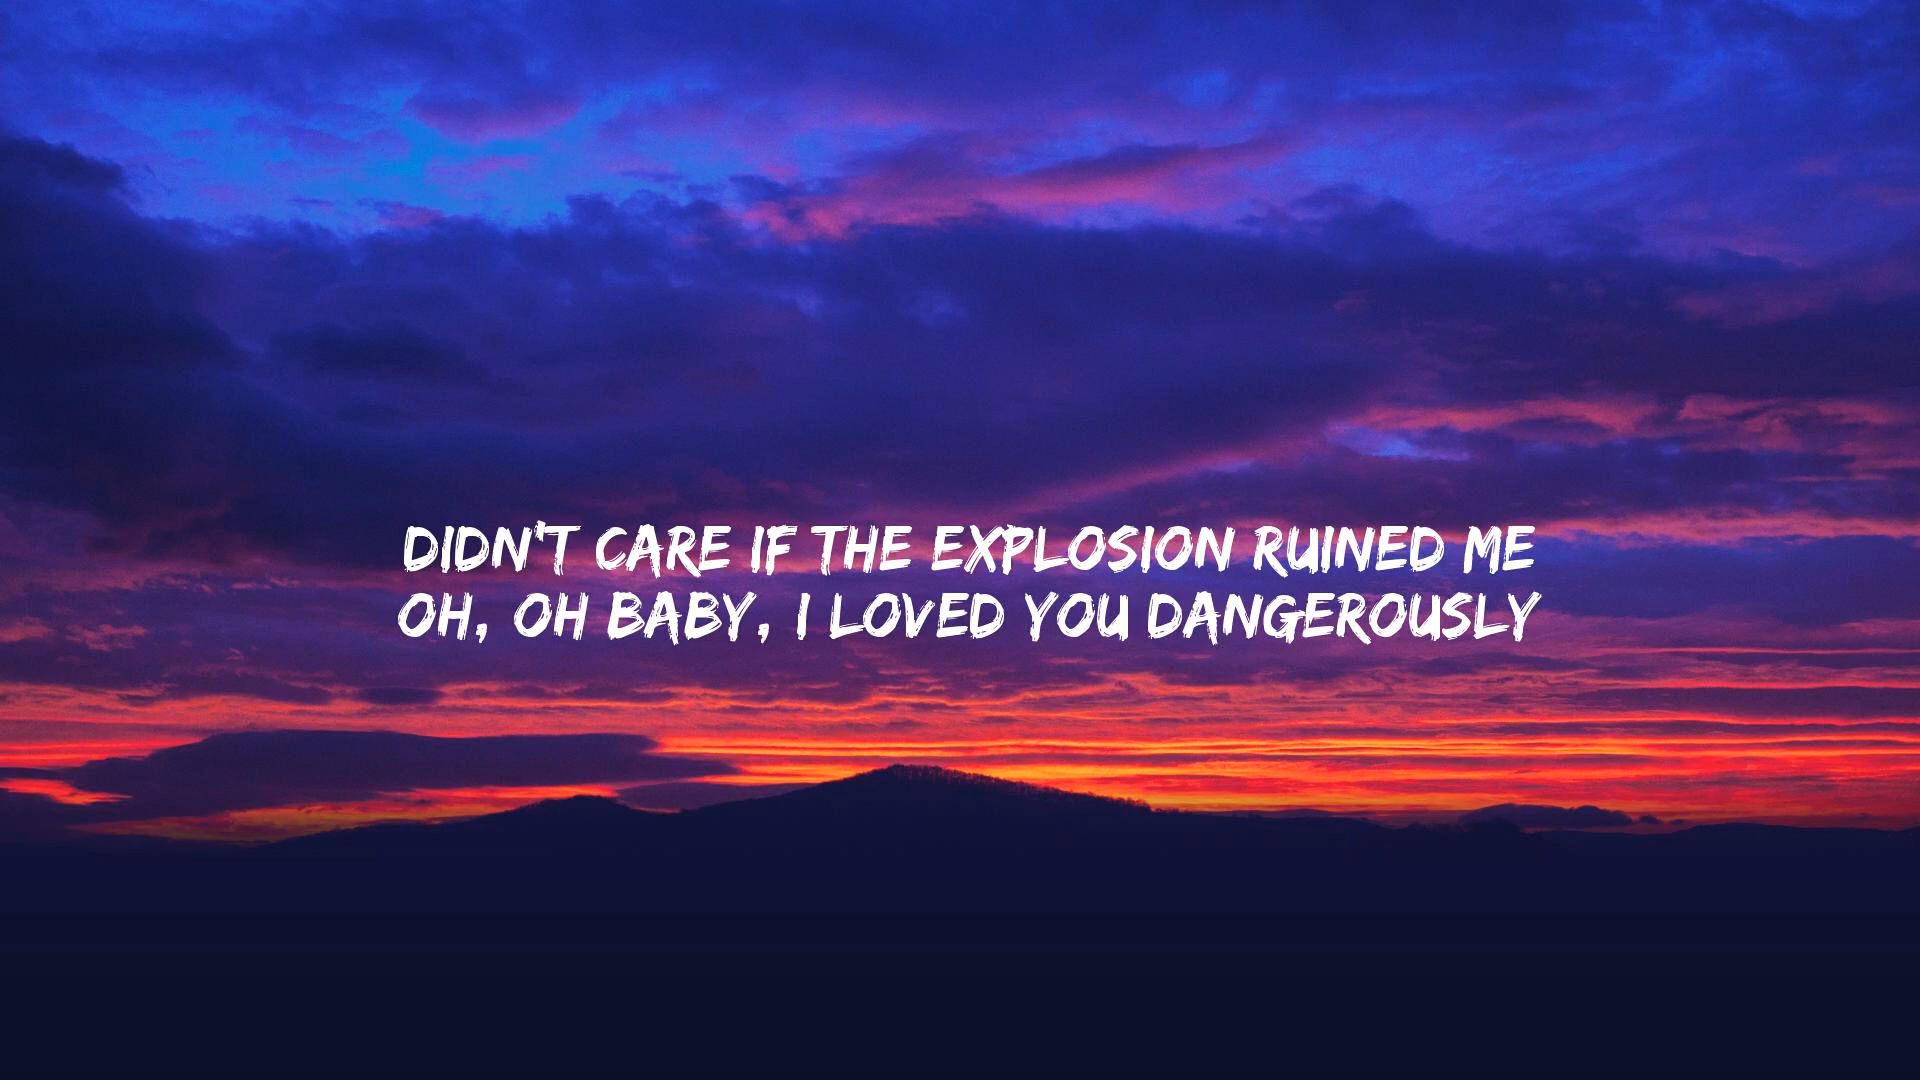 DIDN'T CARE IF THE EXPLOSION RUINED ME
OH, OH BABY, I LOVED YOU DANGEROUSLY